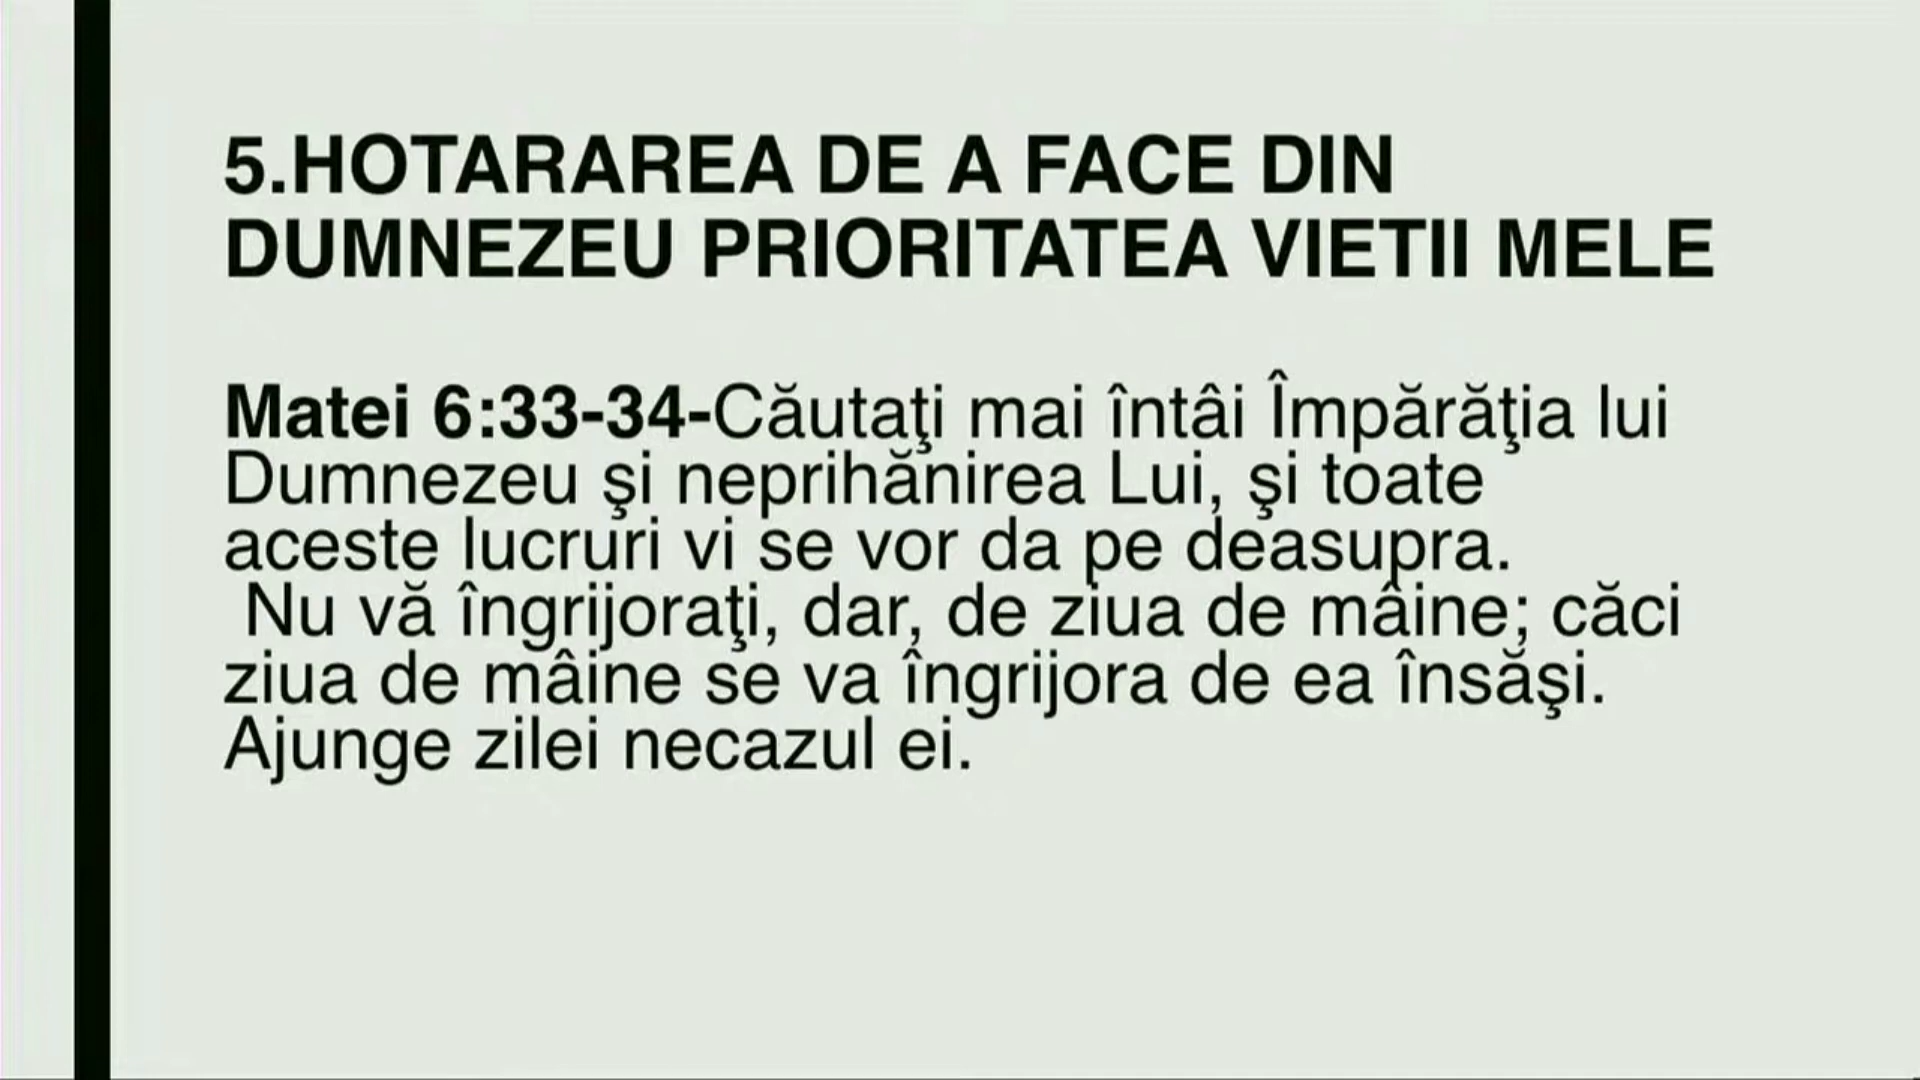 5.HOTARAREA DE A FACE DIN
DUMNEZEU PRIORITATEA VIETII MELE
Matei 6:33-34-Căutaţi mai întâi Împărăţia lui
Dumnezeu şi neprihănirea Lui, şi toate
aceste lucruri vi se vor da pe deasupra.
Nu vă îngrijoraţi, dar, de ziua de mâine; căci
ziua de mâine se va îngrijora de ea însăşi.
Ajunge zilei necazul ei.